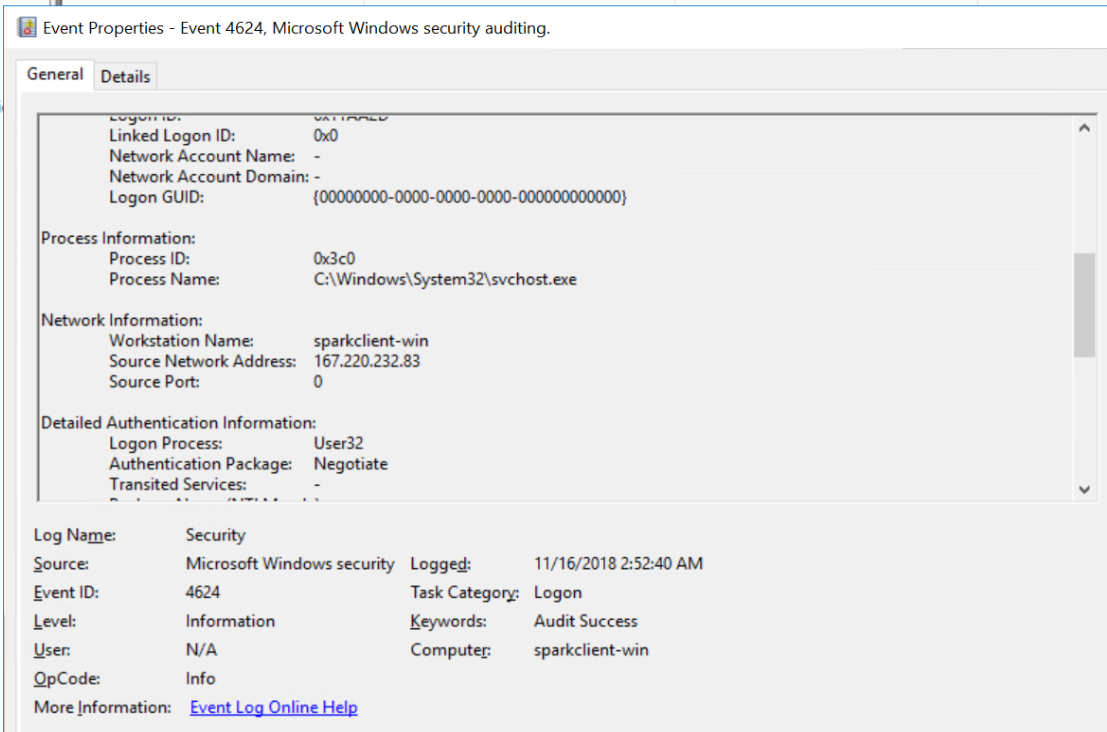 Event Properties - Event 4624, Microsoft Windows security auditing.
General Details
Logon ID:
Linked Logon ID: 0x0
Network Account Name: -
Network Account Domain: -
Logon GUID: {00000000-0000-0000-0000-000000000000}
Process Information:
Process ID: 0x3c0
Process Name: C:\Windows\System32\svchost.exe
Network Information:
Workstation Name: sparkclient-win
Source Network Address: 167.220.232.83
Source Port: 0
Detailed Authentication Information:
Logon Process: User32
Authentication Package: Negotiate
Transited Services: -
Log Name: Security
Source: Microsoft Windows security Logged: 11/16/2018 2:52:40 AM
Event ID: 4624 Task Category: Logon
Level: Information Keywords: Audit Success
User: N/A Computer: sparkclient-win
OpCode: Info
More Information: Event Log Online Help